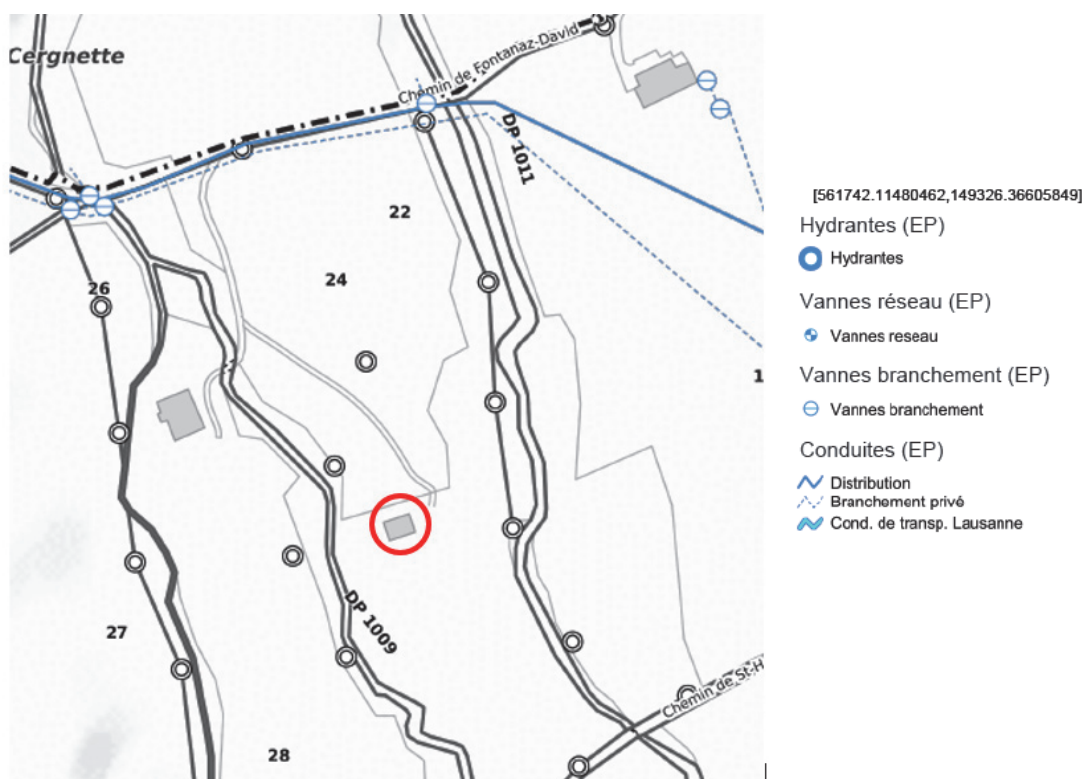 Cergnette
Chemin de Fontanaz-David
DP 1011
22
24
26
1
27
DP 1009
28
Chemin de St-H
[561742.11480462,149326.36605849]
Hydrantes (EP)
Hydrantes
Vannes réseau (EP)
Vannes reseau
Vannes branchement (EP)
Vannes branchement
Conduites (EP)
Distribution
Branchement privé
Cond. de transp. Lausanne